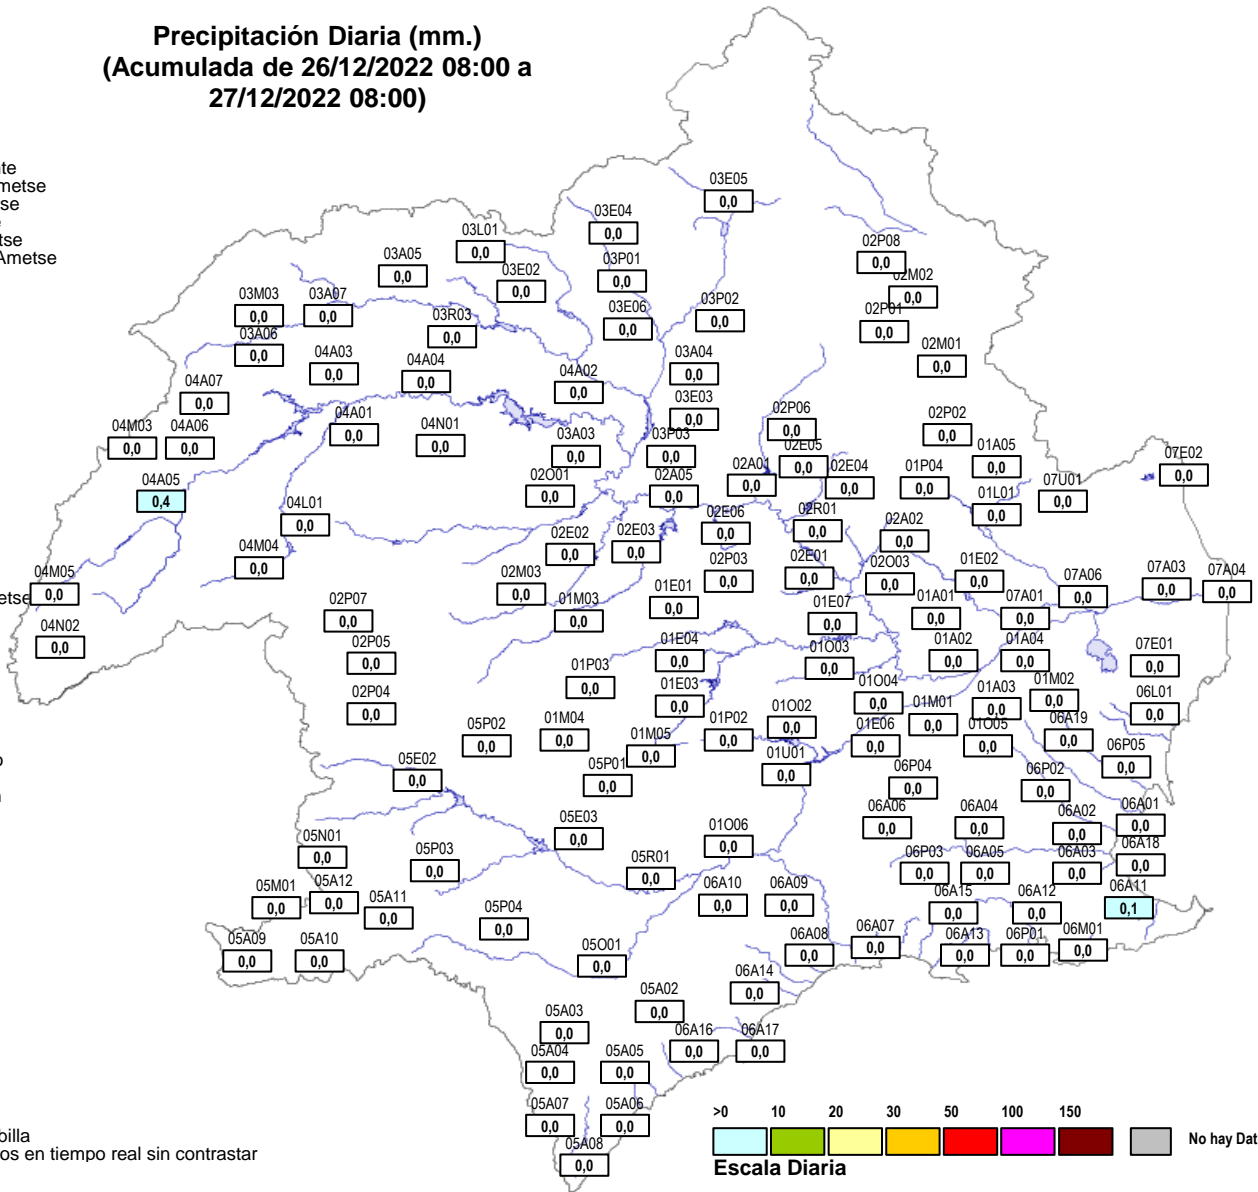 Precipitación Diaria (mm.)
(Acumulada de 26/12/2022 08:00 a
27/12/2022 08:00)
nte
metse
se
e
tse
Ametse
03E05
0,0
03E04
0,0
03L01
0,0
03P01
0,0
02P08
0,0
03A05
0,0
03E02
0,0
02M02
0,0
03M03
0,0
03A07
0,0
03P02
0,0
03E06
0,0
02P01
0,0
03R03
0,0
03A06
0,0
04A03
0,0
04A04
0,0
03A04
0,0
02M01
0,0
04A02
0,0
04A07
0,0
03E03
0,0
02P06
0,0
04A01
0,0
02P02
0,0
04M03
0,0
04A06
0,0
04N01
0,0
03A03
0,0
03P03
0,0
02E05
0,0
01A05
0,0
07E02
0,0
04A05
0,4
02O01
0,0
02A05
0,0
02A01
0,0
02E04
0,0
01P04
0,0
07U01
0,0
01L01
0,0
04L01
0,0
02E06
0,0
02R01
0,0
02A02
0,0
02E02
0,0
02E03
0,0
04M04
0,0
02P03
0,0
02E01
0,0
02O03
0,0
01E02
0,0
07A03
0,0
07A04
0,0
04M05
0,0
etse
02M03
0,0
07A06
0,0
01E01
0,0
02P07
0,0
01M03
0,0
01E07
0,0
01A01
0,0
07A01
0,0
04N02
0,0
02P05
0,0
01E04
0,0
01O03
0,0
01A02
0,0
01A04
0,0
07E01
0,0
01P03
0,0
01E03
0,0
01O04
0,0
01A03
0,0
01M02
0,0
06L01
0,0
02P04
0,0
01O02
0,0
01M01
0,0
05P02
0,0
01M04
0,0
01P02
0,0
01E06
0,0
01O05
0,0
06A19
0,0
01M05
0,0
06P05
0,0
o
05E02
0,0
05P01
0,0
01U01
0,0
06P04
0,0
06P02
0,0
05E03
0,0
06A06
0,0
06A04
0,0
06A02
0,0
06A01
0,0
01O06
0,0
05N01
0,0
05P03
0,0
05R01
0,0
06P03
0,0
06A05
0,0
06A03
0,0
06A18
0,0
05M01
0,0
05A12
0,0
05A11
0,0
06A10
0,0
06A09
0,0
06A15
0,0
06A12
0,0
06A11
0,1
05P04
0,0
05A09
0,0
05A10
0,0
05O01
0,0
06A08
0,0
06A07
0,0
06A13
0,0
06P01
0,0
06M01
0,0
06A14
0,0
05A02
0,0
05A03
0,0
06A16
0,0
06A17
0,0
05A04
0,0
05A05
0,0
05A07
0,0
05A06
0,0
05A08
0,0
billa
os en tiempo real sin contrastar
>0 10 20 30 50 100 150
No hay Dat
Escala Diaria